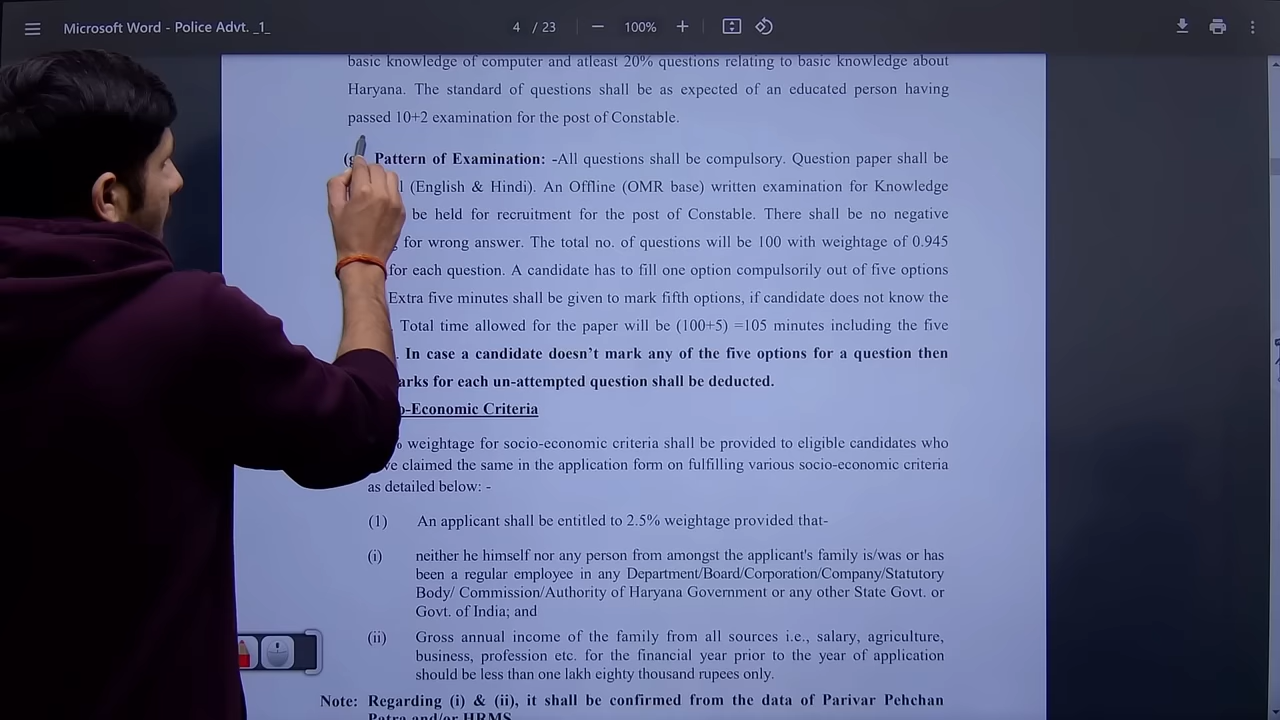 Microsoft Word - Police Advt. _1_
4 / 23
100%
basic knowledge of computer and atleast 20% questions relating to basic knowledge about
Haryana. The standard of questions shall be as expected of an educated person having
passed 10+2 examination for the post of Constable.
Pattern of Examination: -All questions shall be compulsory. Question paper shall be
(English & Hindi). An Offline (OMR base) written examination for Knowledge
be held for recruitment for the post of Constable. There shall be no negative
for wrong answer. The total no. of questions will be 100 with weightage of 0.945
for each question. A candidate has to fill one option compulsorily out of five options
Extra five minutes shall be given to mark fifth options, if candidate does not know the
Total time allowed for the paper will be (100+5) =105 minutes including the five
In case a candidate doesn't mark any of the five options for a question then
for each un-attempted question shall be deducted.
-Economic Criteria
weightage for socio-economic criteria shall be provided to eligible candidates who
claimed the same in the application form on fulfilling various socio-economic criteria
as detailed below: -
(1) An applicant shall be entitled to 2.5% weightage provided that-
(i) neither he himself nor any person from amongst the applicant's family is/was or has
been a regular employee in any Department/Board/Corporation/Company/Statutory
Body/ Commission/Authority of Haryana Government or any other State Govt. or
Govt. of India; and
(ii) Gross annual income of the family from all sources i.e., salary, agriculture,
business, profession etc. for the financial year prior to the year of application
should be less than one lakh eighty thousand rupees only.
Note: Regarding (i) & (ii), it shall be confirmed from the data of Parivar Pehchan
Patra and/or HRMS